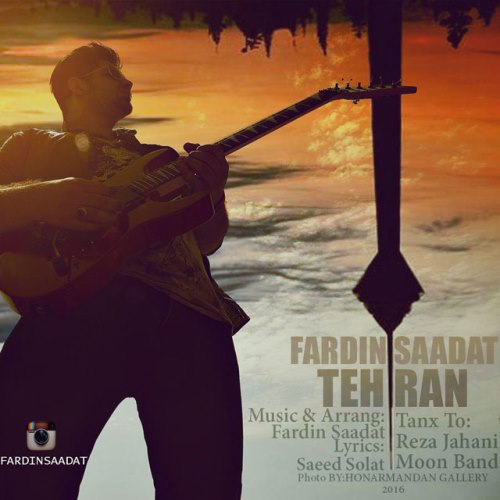 FARDIN SAADAT
TEHRAN
Music & Arrang:
Fardin Saadat
Lyrics:
Saeed Solat
Tanx To:
Reza Jahani
Moon Band
Photo BY:HONARMANDAN GALLERY
2016
FARDINSAADAT